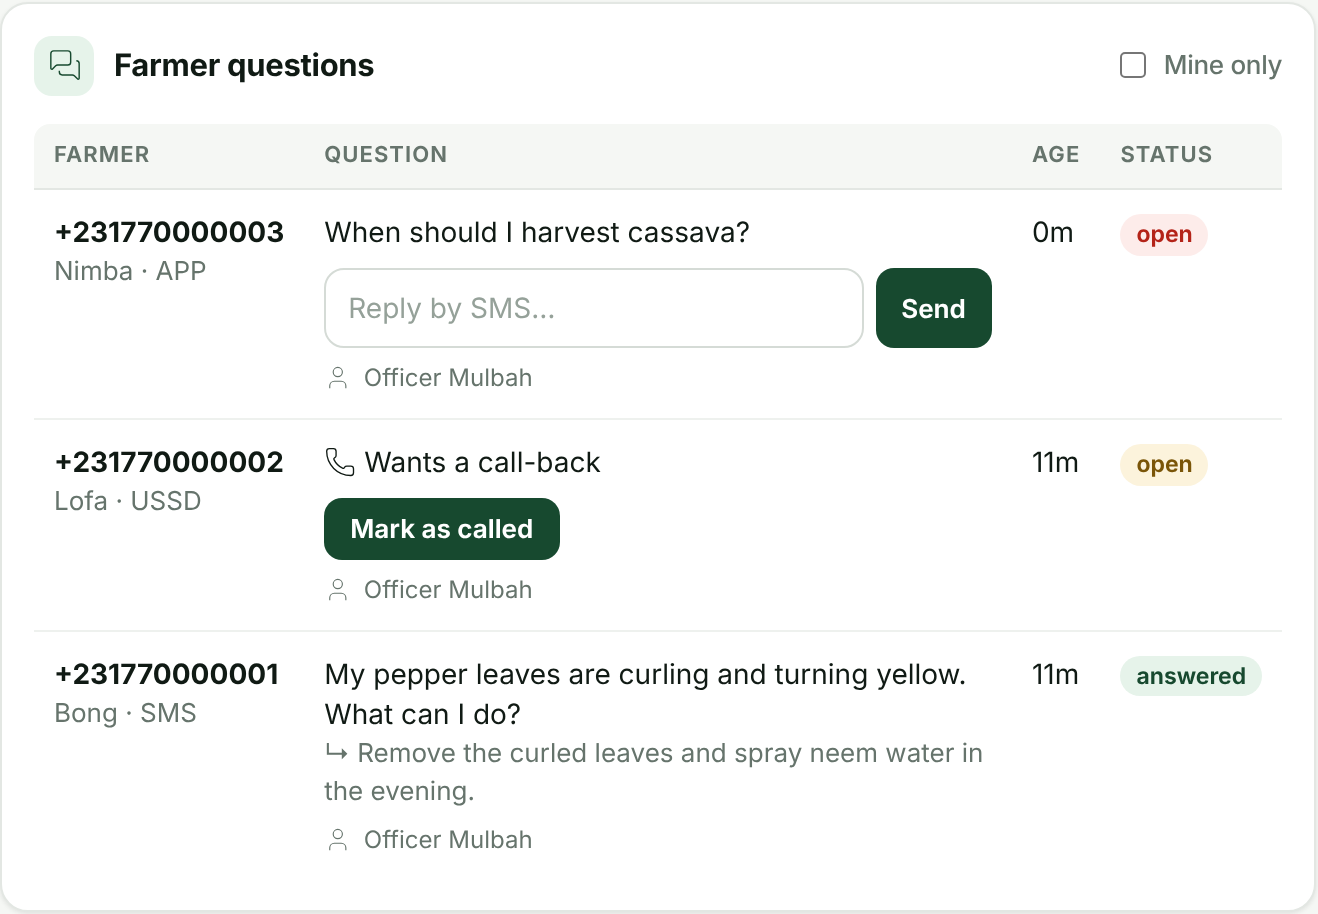 Farmer questions
Mine only
FARMER QUESTION AGE STATUS
+231770000003 When should I harvest cassava? 0m open
Nimba · APP
Reply by SMS... Send
Officer Mulbah
+231770000002 Wants a call-back 11m open
Lofa · USSD
Mark as called
Officer Mulbah
+231770000001 My pepper leaves are curling and turning yellow. 11m answered
Bong · SMS What can I do?
↳ Remove the curled leaves and spray neem water in
the evening.
Officer Mulbah